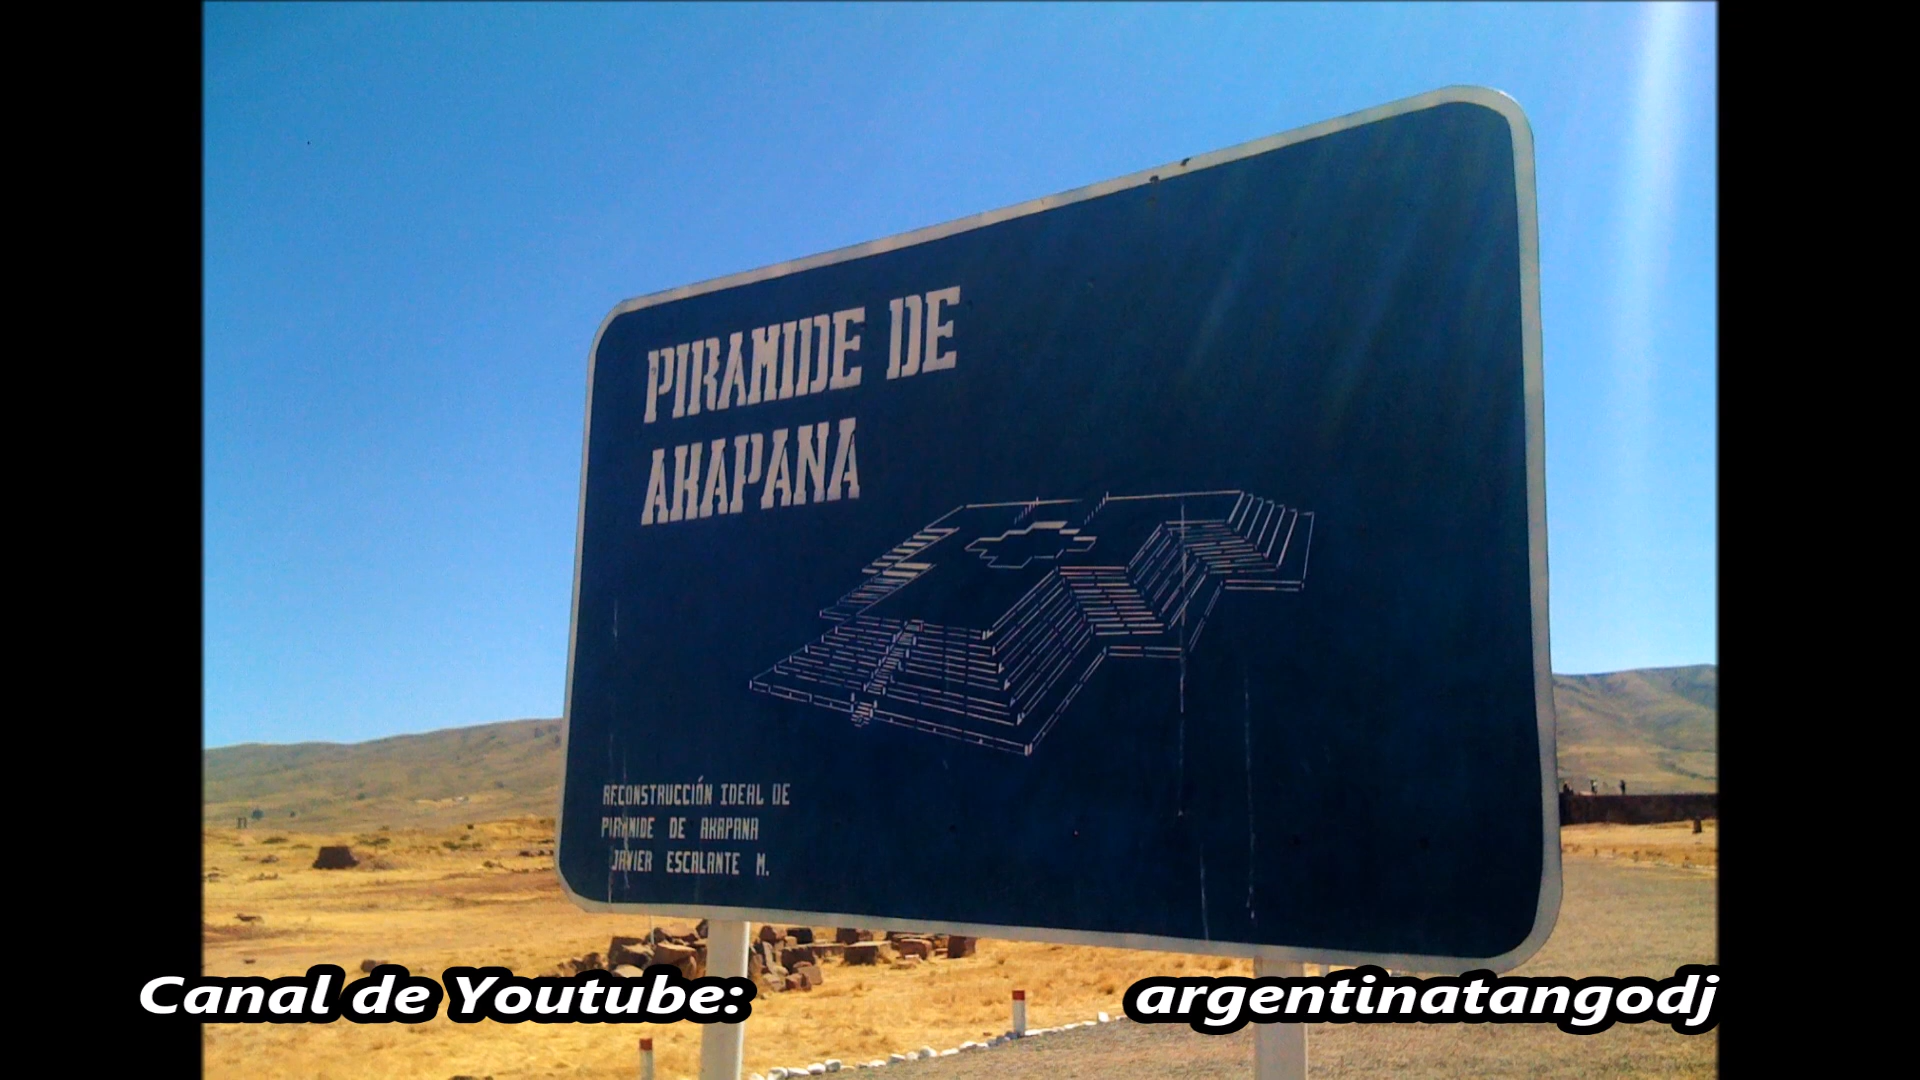 PIRAMIDE DE
AKAPANA
RECONSTRUCCIÓN IDEAL DE
PIRAMIDE DE AKAPANA
JAVIER ESCALANTE M.
Canal de Youtube: argentinatangodj